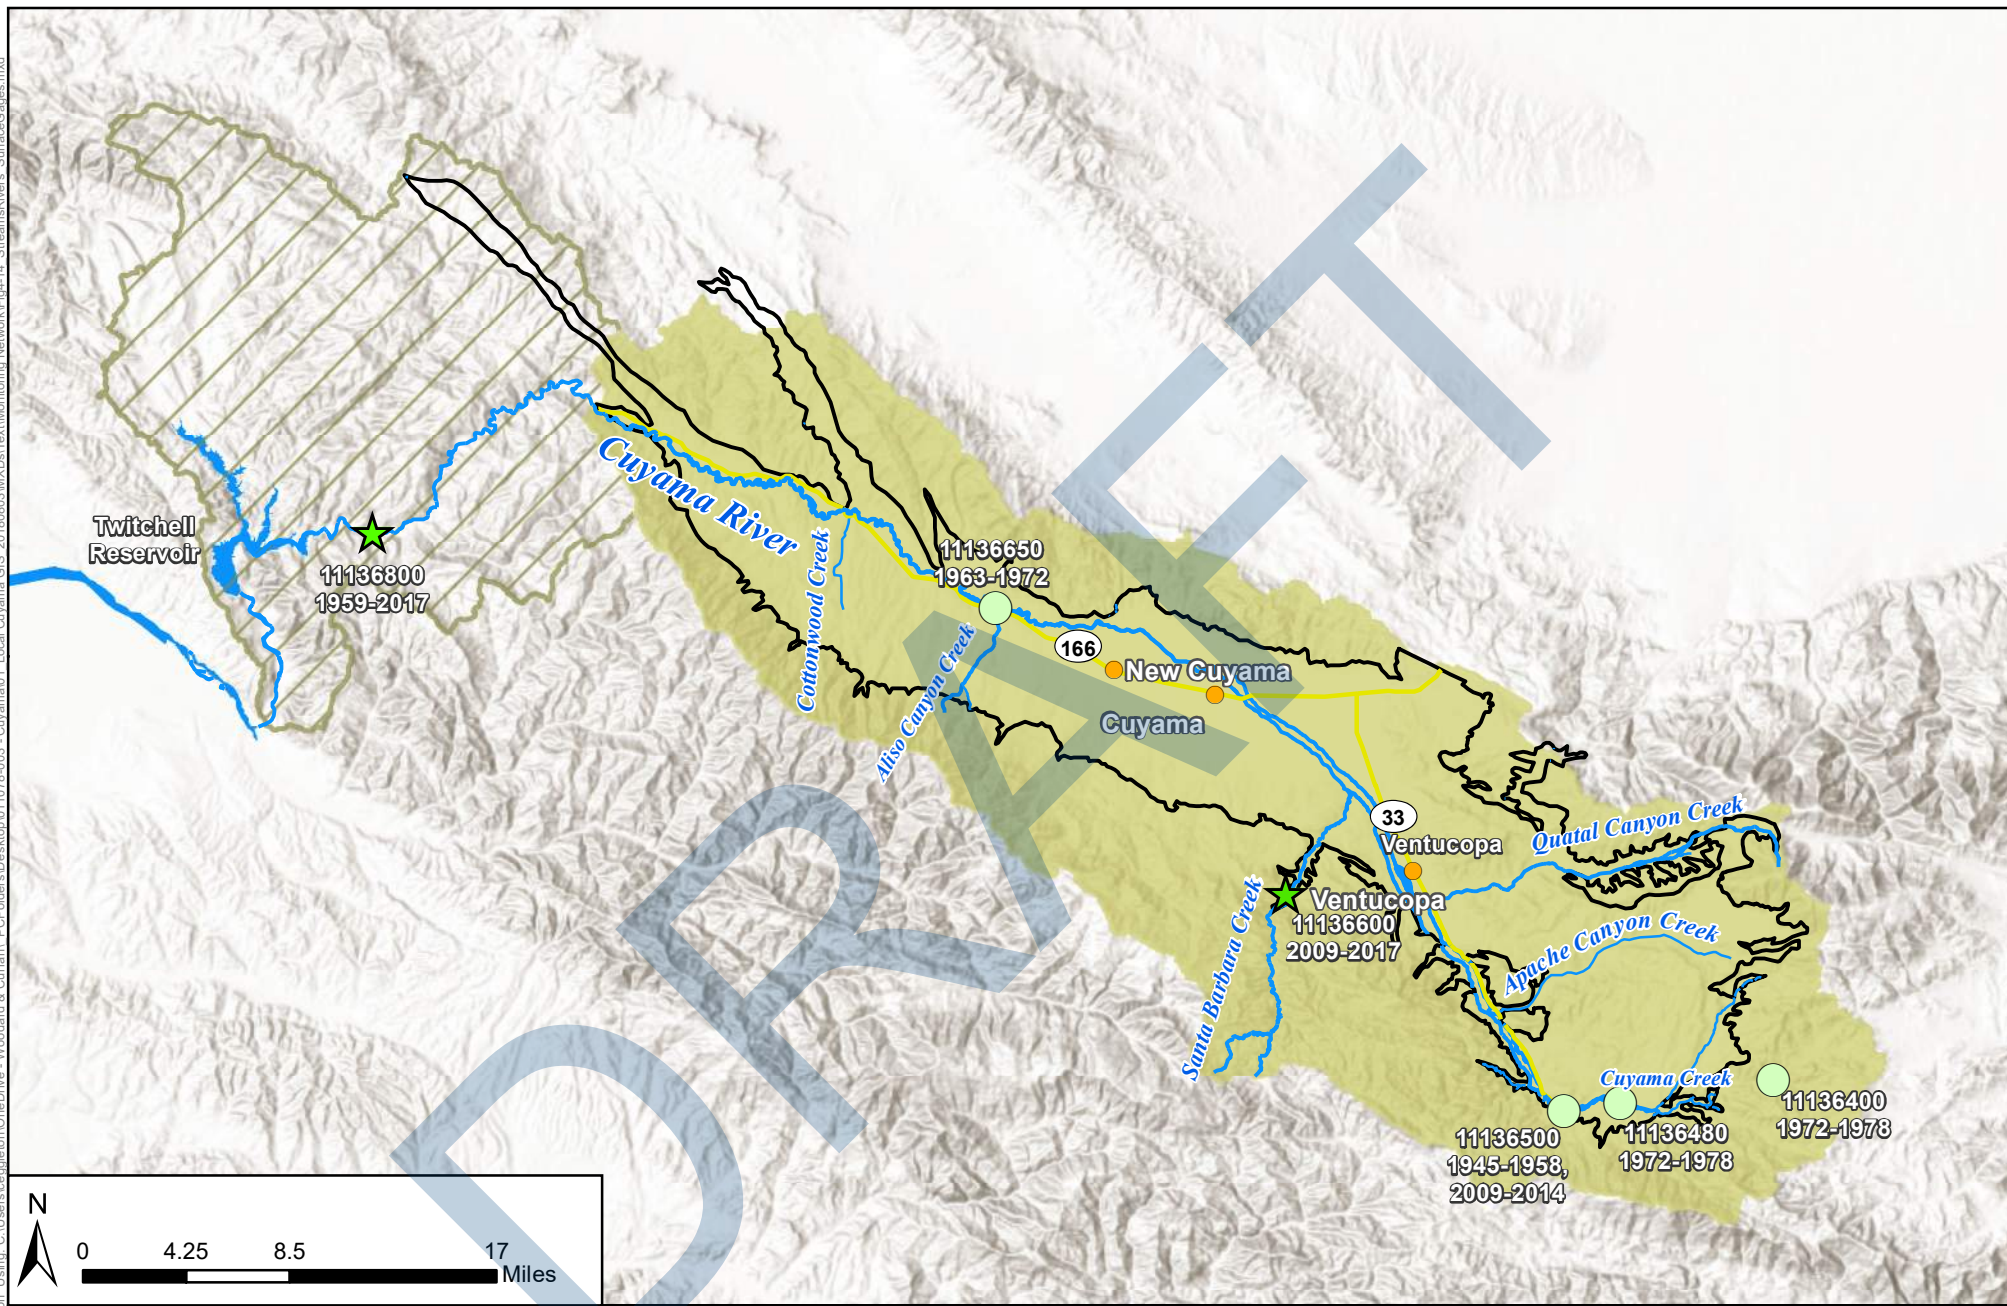 Twitchell
Reservoir
11136800
1959-2017
Cuyama River
Cottonwood Creek
11136650
1963-1972
Aliso Canyon Creek
166
New Cuyama
Cuyama
33
Ventucopa
Quatal Canyon Creek
Ventucopa
11136600
2009-2017
Santa Barbara Creek
Apache Canyon Creek
Cuyama Creek
11136400
1972-1978
11136480
1972-1978
11136500
1945-1958,
2009-2014
DRAFT
N
0 4.25 8.5 17
Miles